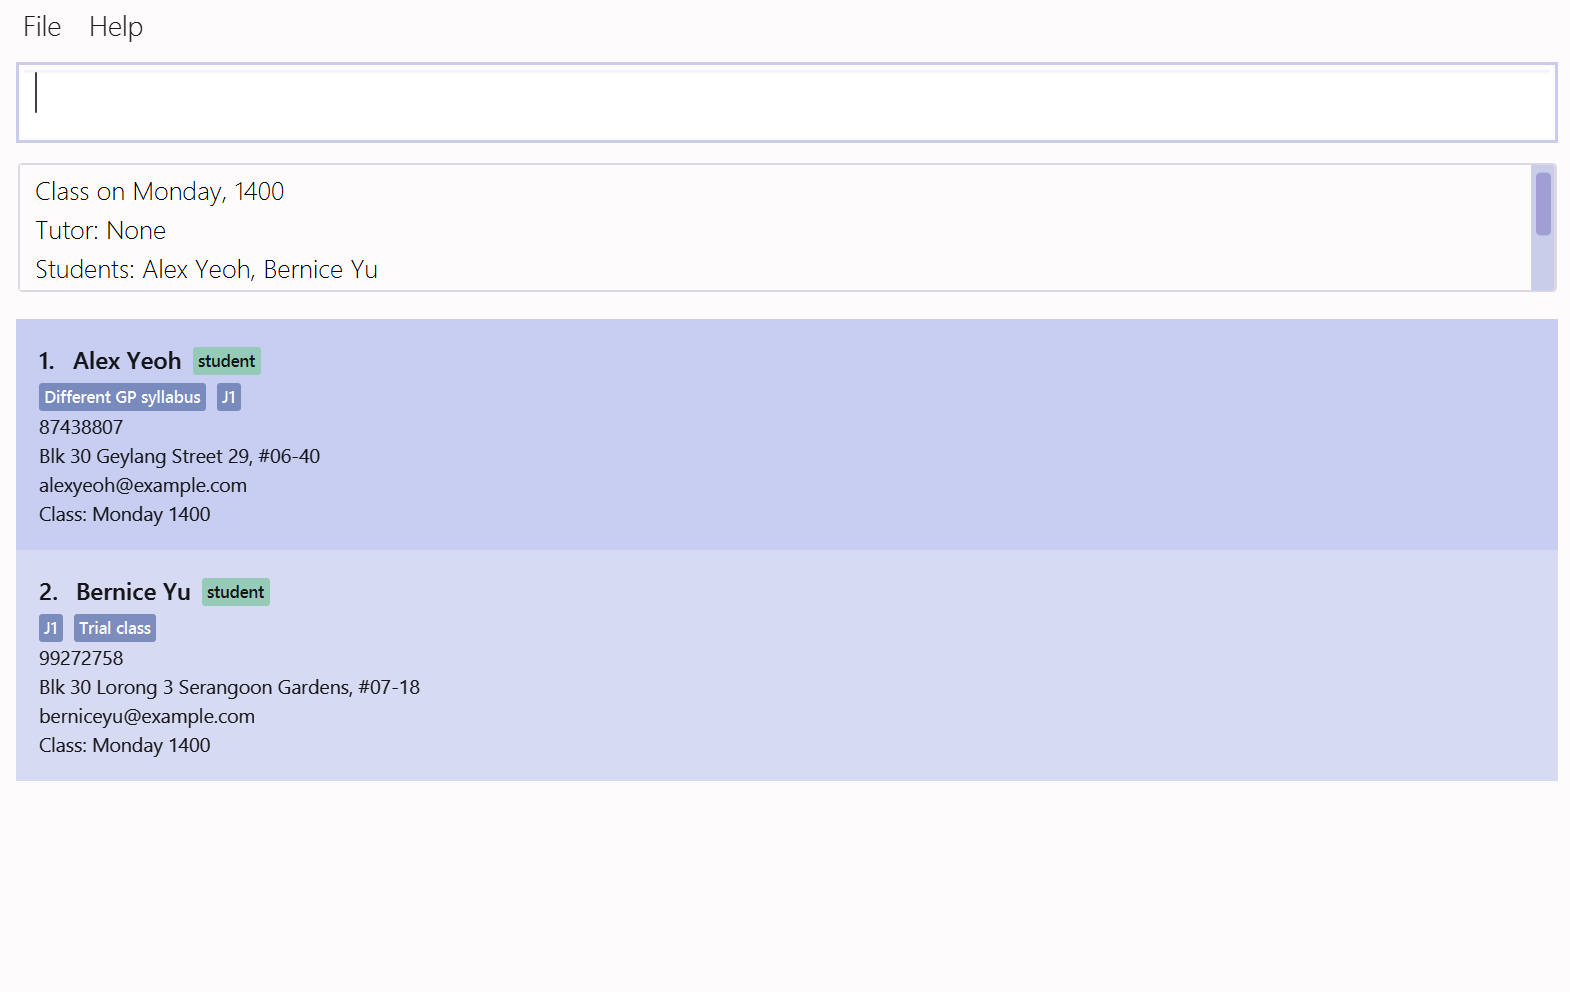 File Help
Class on Monday, 1400
Tutor: None
Students: Alex Yeoh, Bernice Yu
1. Alex Yeoh student
Different GP syllabus J1
87438807
Blk 30 Geylang Street 29, #06-40
alexyeoh@example.com
Class: Monday 1400
2. Bernice Yu student
J1 Trial class
99272758
Blk 30 Lorong 3 Serangoon Gardens, #07-18
berniceyu@example.com
Class: Monday 1400